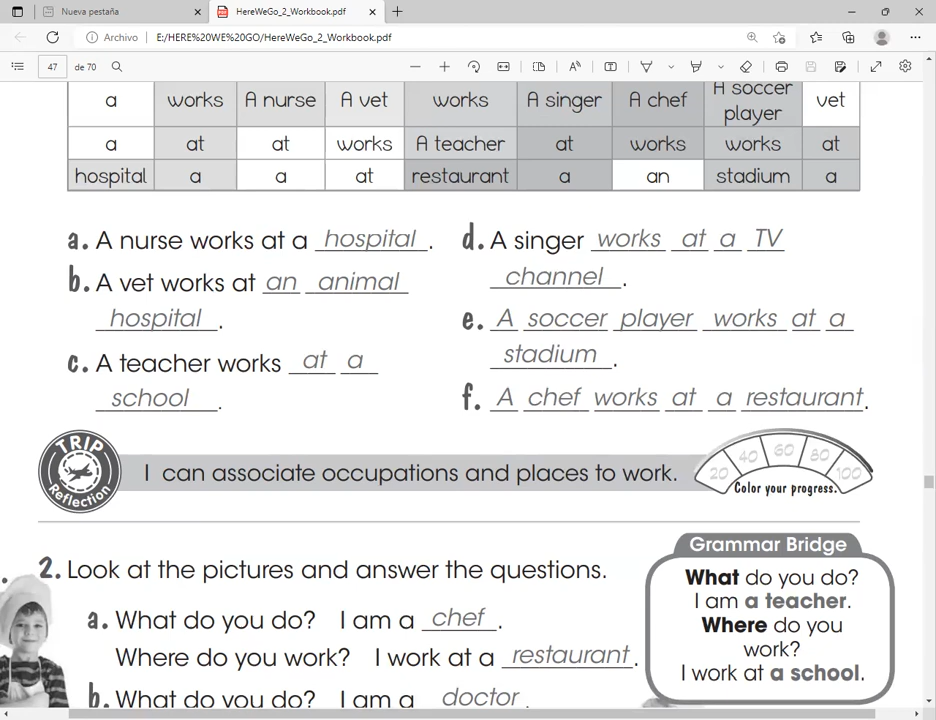 Nueva pestaña
HereWeGo_2_Workbook.pdf
Archivo E:/HERE%20WE%20GO/HereWeGo_2_Workbook.pdf
47 de 70
a works A nurse A vet works A singer A chef A soccer player vet
a at at works A teacher at works works at
hospital a a at restaurant a an stadium a
a. A nurse works at a hospital.
b. A vet works at an animal
hospital.
c. A teacher works at a
school.
d. A singer works at a TV
channel.
e. A soccer player works at a
stadium.
f. A chef works at a restaurant.
TRIP
Reflection
I can associate occupations and places to work.
20 40 60 80 100
Color your progress.
2. Look at the pictures and answer the questions.
a. What do you do? I am a chef.
Where do you work? I work at a restaurant.
b. What do you do? I am a doctor.
Grammar Bridge
What do you do?
I am a teacher.
Where do you
work?
I work at a school.